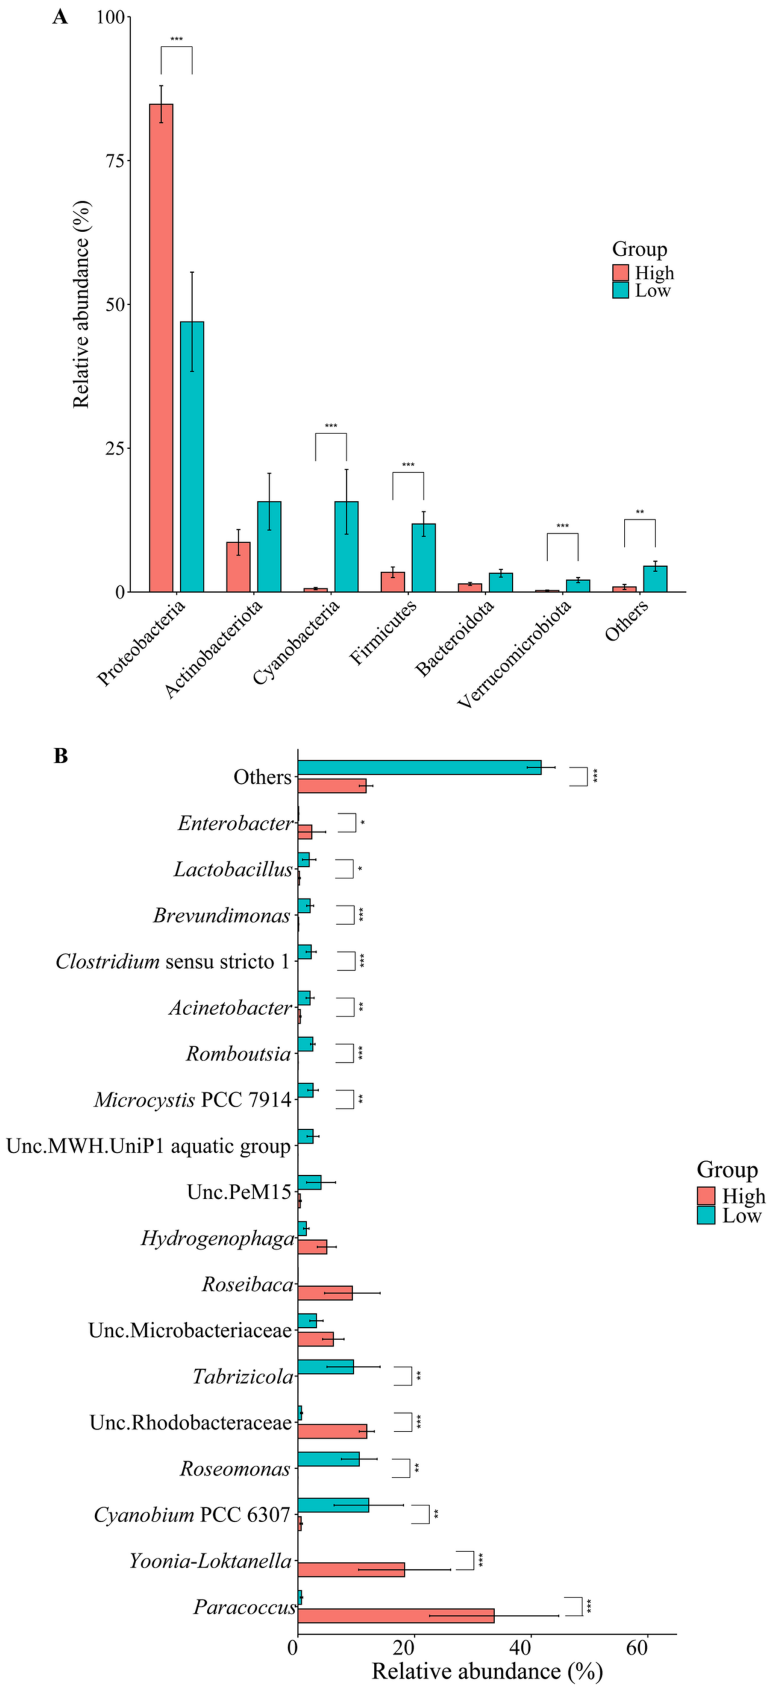 A
100
75
50
25
0
Relative abundance (%)
***
***
***
***
**
Group
High
Low
Proteobacteria
Actinobacteriota
Cyanobacteria
Firmicutes
Bacteroidota
Verrucomicrobiota
Others
B
Others ***
Enterobacter *
Lactobacillus *
Brevundimonas ***
Clostridium sensu stricto 1 ***
Acinetobacter **
Romboutsia ***
Microcystis PCC 7914 **
Unc.MWH.UniP1 aquatic group
Unc.PeM15
Hydrogenophaga
Roseibaca
Unc.Microbacteriaceae
Tabrizicola **
Unc.Rhodobacteraceae ***
Roseomonas **
Cyanobium PCC 6307 **
Yoonia-Loktanella ***
Paracoccus ***
Group
High
Low
0 20 40 60
Relative abundance (%)